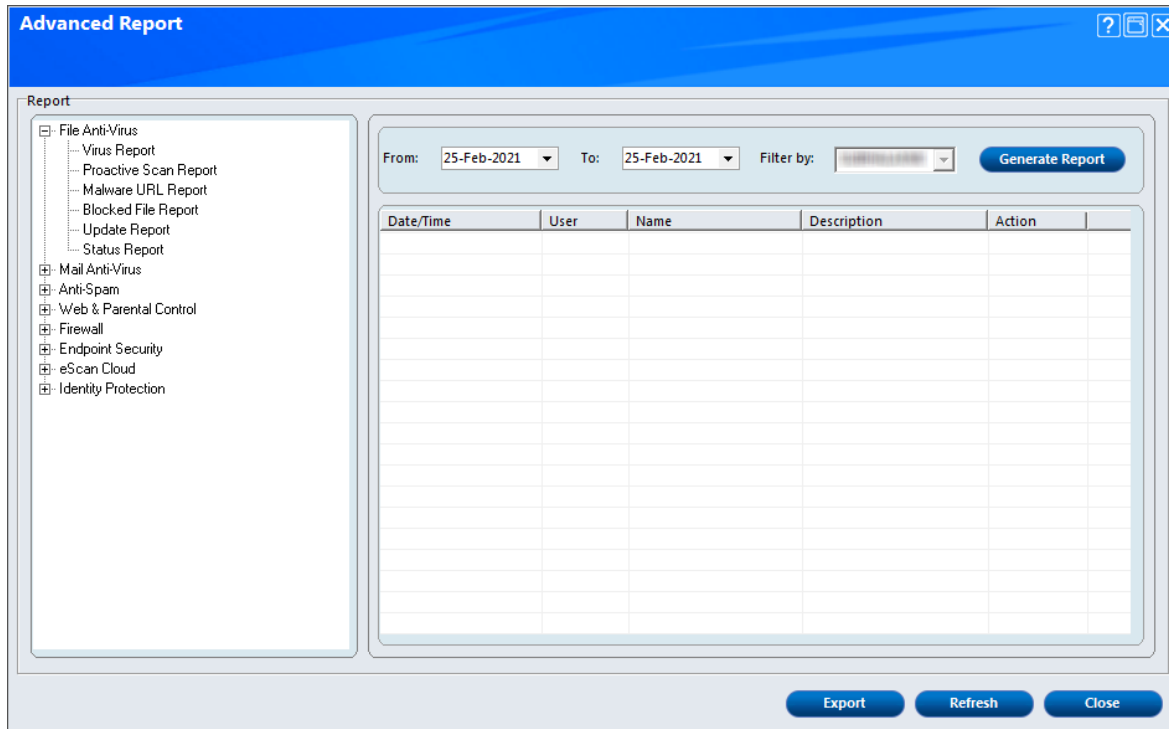 Advanced Report
?
Report
File Anti-Virus
Virus Report
Proactive Scan Report
Malware URL Report
Blocked File Report
Update Report
Status Report
Mail Anti-Virus
Anti-Spam
Web & Parental Control
Firewall
Endpoint Security
eScan Cloud
Identity Protection
From: 25-Feb-2021 To: 25-Feb-2021 Filter by: Generate Report
Date/Time User Name Description Action
Export Refresh Close